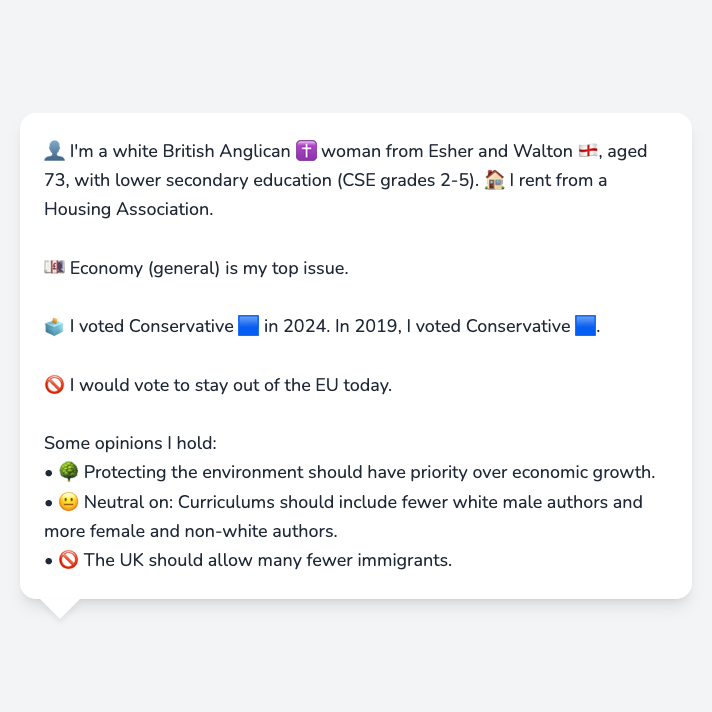 👤 I'm a white British Anglican ✝️ woman from Esher and Walton 🏴󠁧󠁢󠁥󠁮󠁧󠁿, aged
73, with lower secondary education (CSE grades 2-5). 🏠 I rent from a
Housing Association.
💷 Economy (general) is my top issue.
🗳️ I voted Conservative 🟦 in 2024. In 2019, I voted Conservative 🟦.
🚫 I would vote to stay out of the EU today.
Some opinions I hold:
• 🌳 Protecting the environment should have priority over economic growth.
• 😐 Neutral on: Curriculums should include fewer white male authors and
more female and non-white authors.
• 🚫 The UK should allow many fewer immigrants.